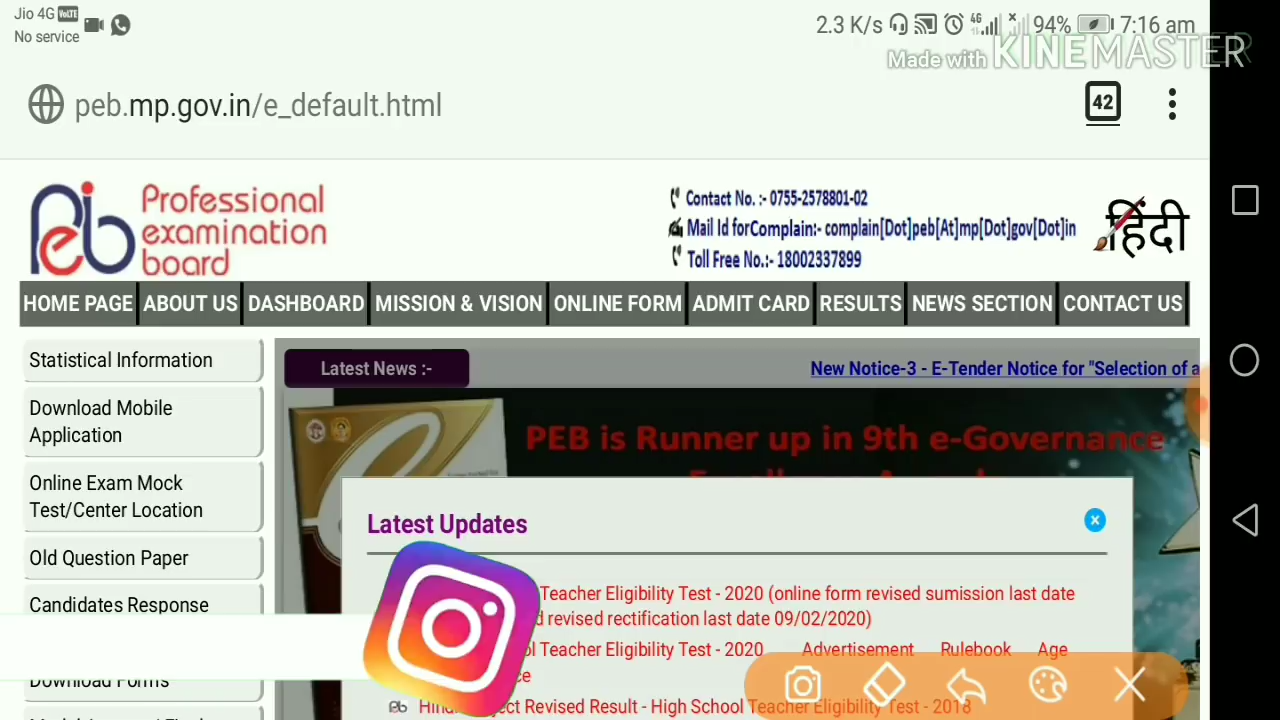 Jio 4G VoLTE
No service
2.3 K/s 4G 94% 7:16 am
Made with KINEMASTER
peb.mp.gov.in/e_default.html
42
Peb Professional
examination
board
Contact No. :- 0755-2578801-02
Mail Id forComplain:- complain[Dot]peb[At]mp[Dot]gov[Dot]in
Toll Free No.:- 18002337899
हिंदी
HOME PAGE ABOUT US DASHBOARD MISSION & VISION ONLINE FORM ADMIT CARD RESULTS NEWS SECTION CONTACT US
Statistical Information
Download Mobile
Application
Online Exam Mock
Test/Center Location
Old Question Paper
Candidates Response
Download Forms
Latest News :-
New Notice-3 - E-Tender Notice for "Selection of a
PEB is Runner up in 9th e-Governance
Latest Updates
Teacher Eligibility Test - 2020 (online form revised sumission last date
revised rectification last date 09/02/2020)
Teacher Eligibility Test - 2020 Advertisement Rulebook Age
Revised Result - High School Teacher Eligibility Test - 2018